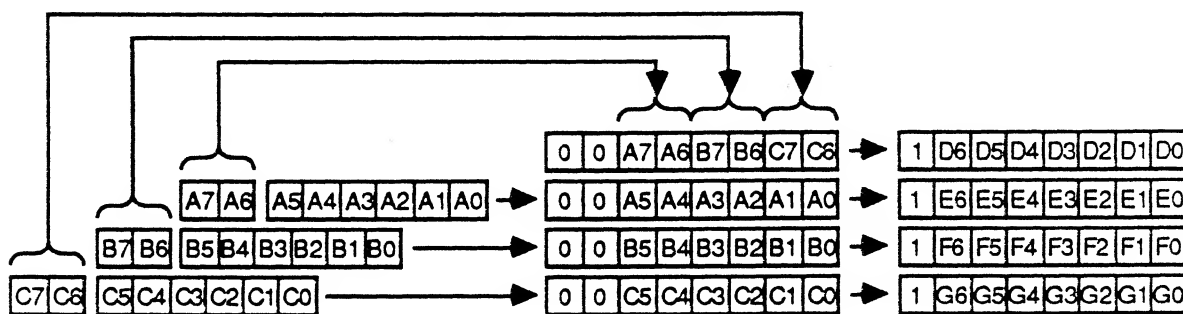 0 0 A7 A6 B7 B6 C7 C6 1 D6 D5 D4 D3 D2 D1 D0
A7 A6 A5 A4 A3 A2 A1 A0 0 0 A5 A4 A3 A2 A1 A0 1 E6 E5 E4 E3 E2 E1 E0
B7 B6 B5 B4 B3 B2 B1 B0 0 0 B5 B4 B3 B2 B1 B0 1 F6 F5 F4 F3 F2 F1 F0
C7 C6 C5 C4 C3 C2 C1 C0 0 0 C5 C4 C3 C2 C1 C0 1 G6 G5 G4 G3 G2 G1 G0